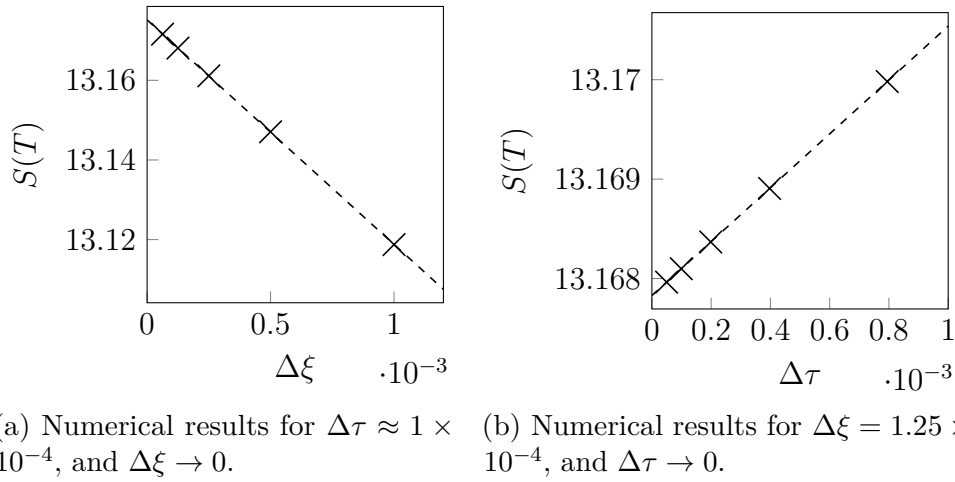 13.16
13.14
13.12
S(T)
0 0.5 1
Δξ ·10⁻³
13.17
13.169
13.168
S(T)
0 0.2 0.4 0.6 0.8 1
Δτ ·10⁻³
(a) Numerical results for Δτ ≈ 1 ×
10⁻⁴, and Δξ → 0.
(b) Numerical results for Δξ = 1.25 ×
10⁻⁴, and Δτ → 0.